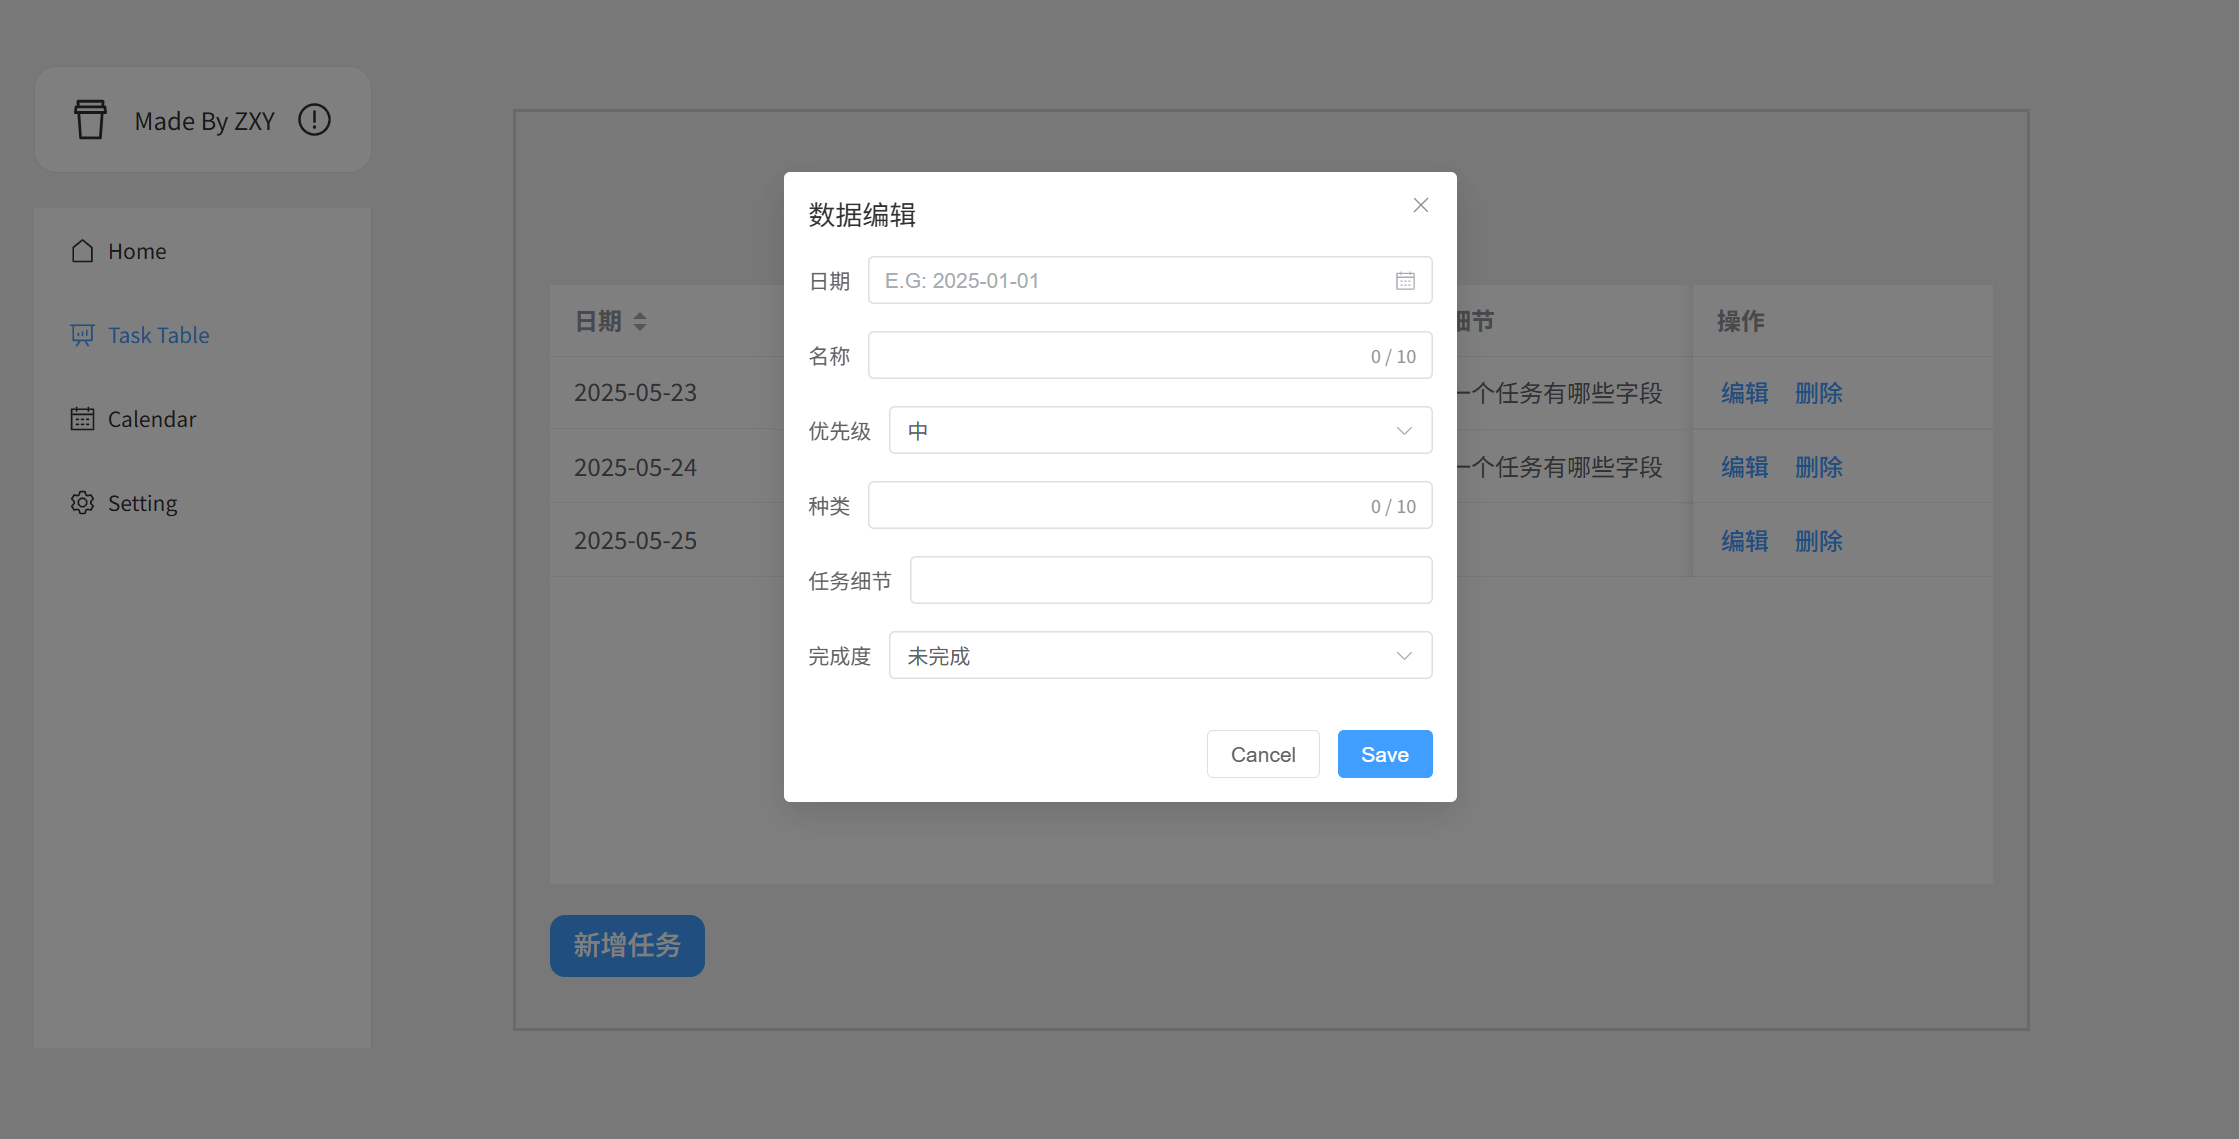 Made By ZXY
Home
Task Table
Calendar
Setting
数据编辑
日期 E.G: 2025-01-01
名称 0 / 10
优先级 中
种类 0 / 10
任务细节
完成度 未完成
Cancel Save
日期 细节 操作
2025-05-23 一个任务有哪些字段 编辑 删除
2025-05-24 一个任务有哪些字段 编辑 删除
2025-05-25 编辑 删除
新增任务